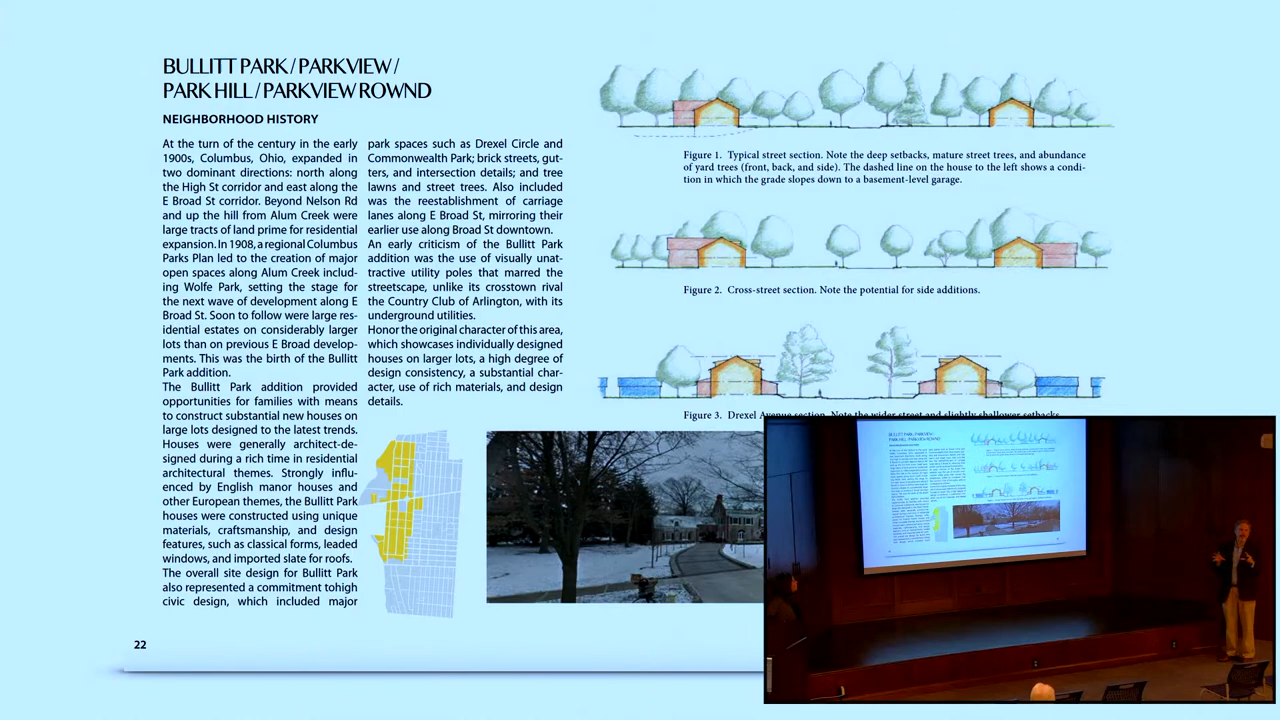 BULLITT PARK / PARKVIEW /
PARK HILL / PARKVIEW ROWND
NEIGHBORHOOD HISTORY
At the turn of the century in the early
1900s, Columbus, Ohio, expanded in
two dominant directions: north along
the High St corridor and east along the
E Broad St corridor. Beyond Nelson Rd
and up the hill from Alum Creek were
large tracts of land prime for residential
expansion. In 1908, a regional Columbus
Parks Plan led to the creation of major
open spaces along Alum Creek includ-
ing Wolfe Park, setting the stage for
the next wave of development along E
Broad St. Soon to follow were large res-
idential estates on considerably larger
lots than on previous E Broad develop-
ments. This was the birth of the Bullitt
Park addition.
The Bullitt Park addition provided
opportunities for families with means
to construct substantial new houses on
large lots designed to the latest trends.
Houses are generally architect-de-
signed during a rich time in residential
architectural styles. Strongly influ-
enced by English manor houses and
other European themes, the Bullitt Park
houses were constructed using unique
materials, craftsmanship, and design
features, such as classical forms, leaded
windows, and imported slate for roofs.
The overall site design for Bullitt Park
also represented a commitment tohigh
civic design, which included major
park spaces such as Drexel Circle and
Commonwealth Park; brick streets, gut-
ters, and intersection details; and tree
lawns and street trees. Also included
was the reestablishment of carriage
lanes along E Broad St, mirroring their
earlier use along Broad St downtown.
An early criticism of the Bullitt Park
addition was the use of visually unat-
tractive utility poles that marred the
streetscape, unlike its crosstown rival
the Country Club of Arlington, with its
underground utilities.
Honor the original character of this area,
which showcases individually designed
houses on larger lots, a high degree of
design consistency, a substantial char-
acter, use of rich materials, and design
details.
Figure 1. Typical street section. Note the deep setbacks, mature street trees, and abundance
of yard trees (front, back, and side). The dashed line on the house to the left shows a condi-
tion in which the grade slopes down to a basement-level garage.
Figure 2. Cross-street section. Note the potential for side additions.
Figure 3. Drexel Avenue section. Note the wider street and slightly shallower setbacks.
22
BULLITT PARK / PARKVIEW /
PARK HILL / PARKVIEW ROWND